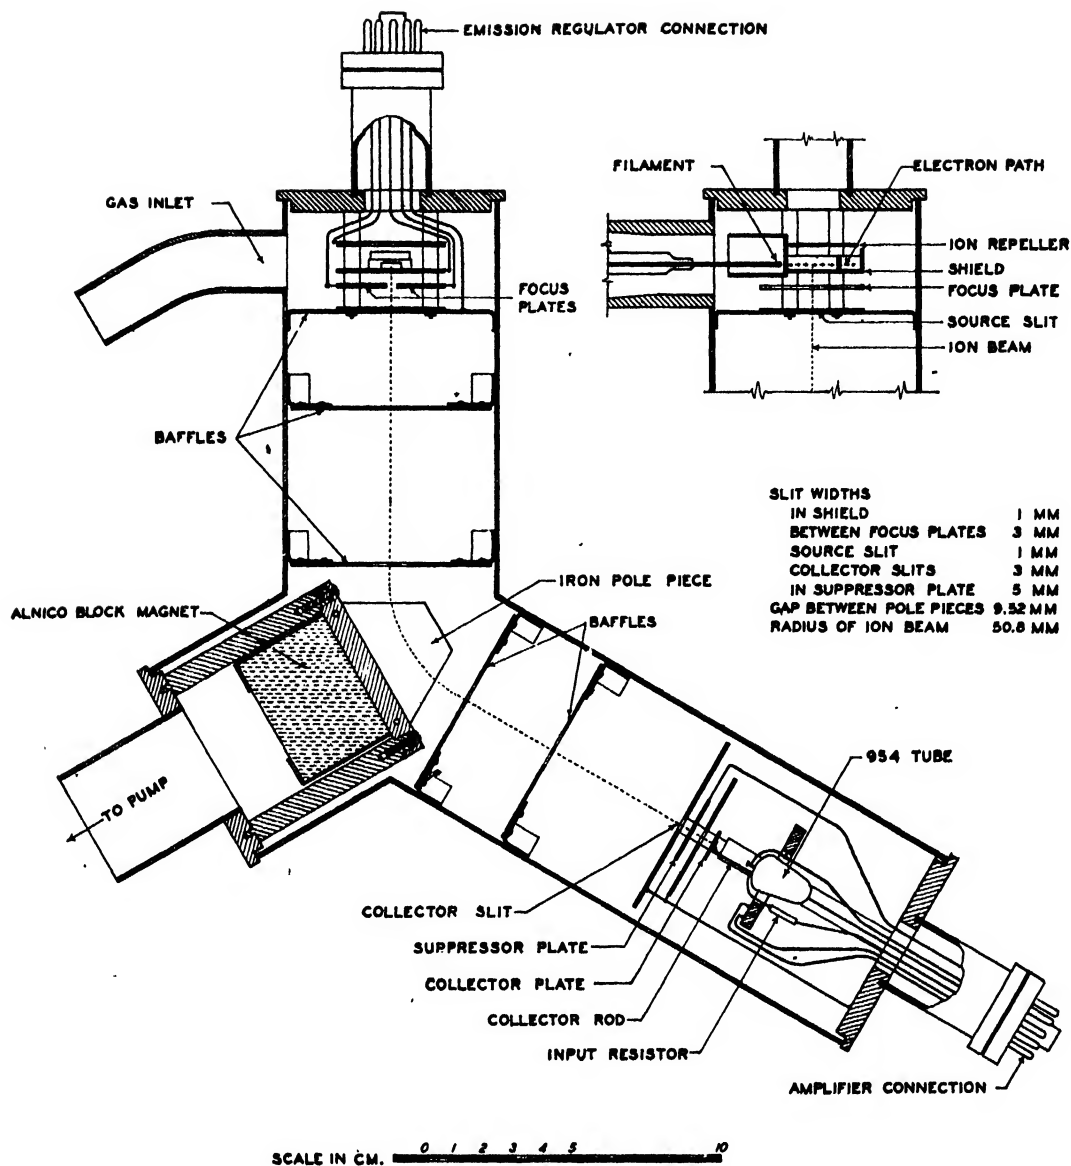 EMISSION REGULATOR CONNECTION
GAS INLET
FOCUS
PLATES
FILAMENT
ELECTRON PATH
ION REPELLER
SHIELD
FOCUS PLATE
SOURCE SLIT
ION BEAM
BAFFLES
SLIT WIDTHS
IN SHIELD 1 MM
BETWEEN FOCUS PLATES 3 MM
SOURCE SLIT 1 MM
COLLECTOR SLITS 3 MM
IN SUPPRESSOR PLATE 5 MM
GAP BETWEEN POLE PIECES 9.52 MM
RADIUS OF ION BEAM 50.8 MM
IRON POLE PIECE
ALNICO BLOCK MAGNET
BAFFLES
TO PUMP
954 TUBE
COLLECTOR SLIT
SUPPRESSOR PLATE
COLLECTOR PLATE
COLLECTOR ROD
INPUT RESISTOR
AMPLIFIER CONNECTION
SCALE IN CM. 0 1 2 3 4 5 10